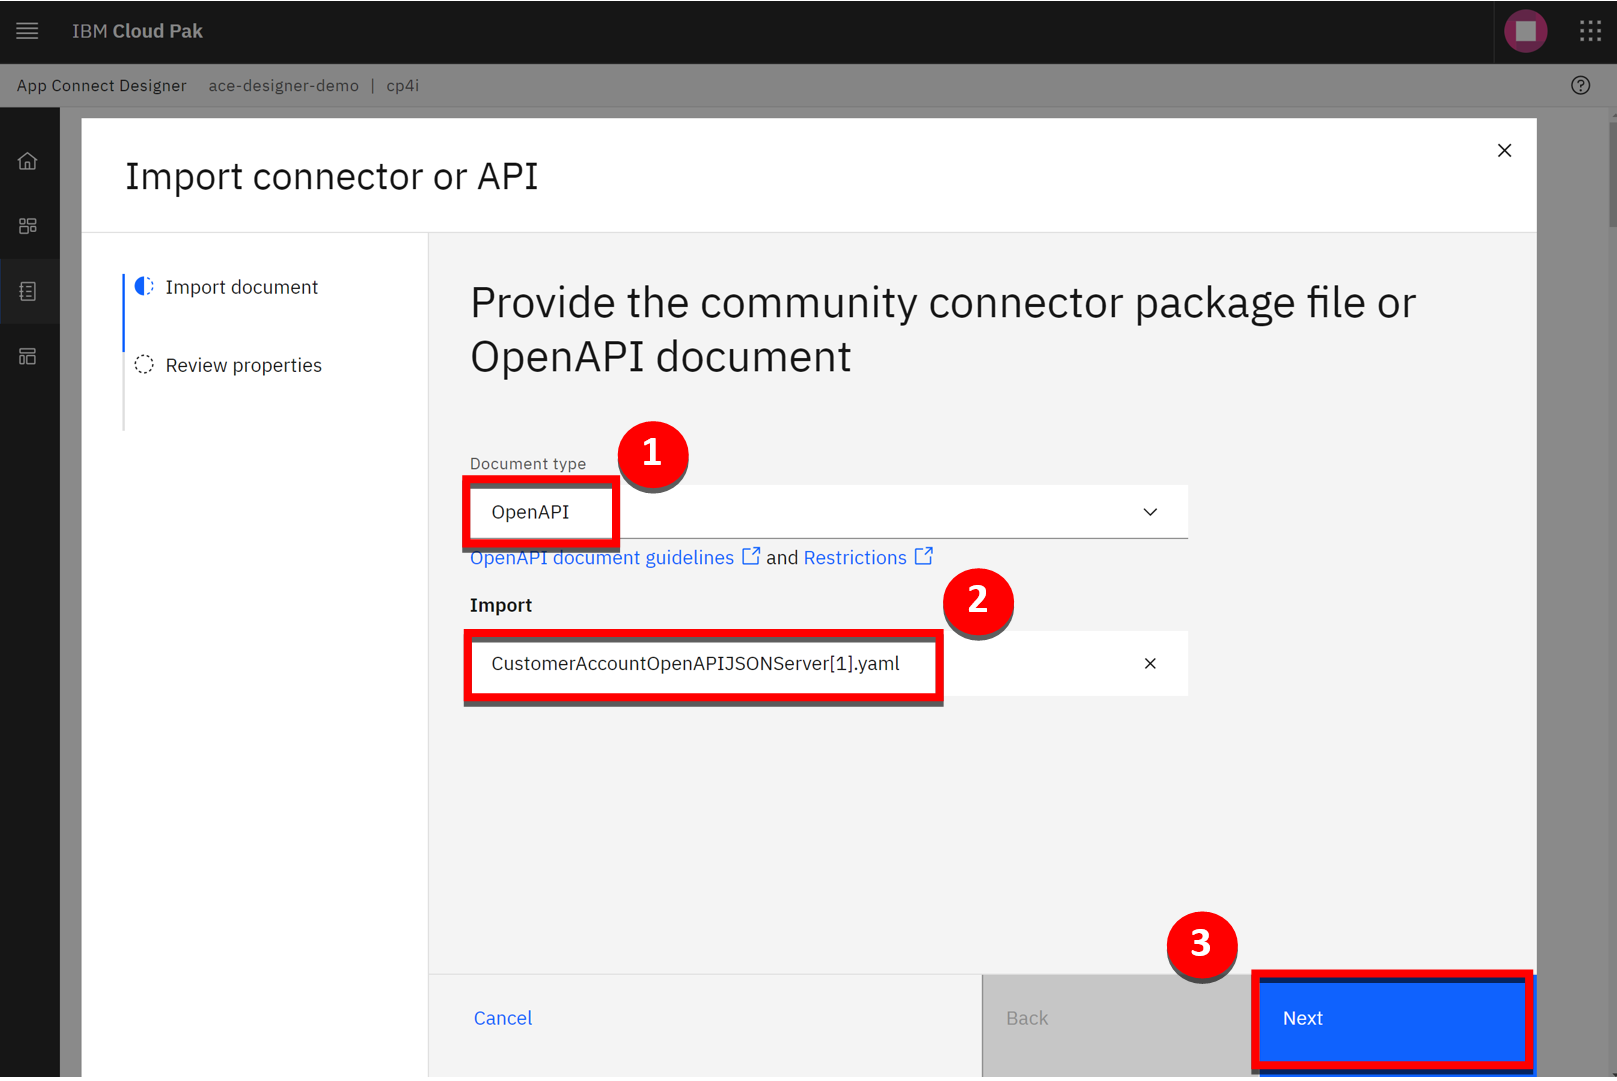 IBM Cloud Pak
App Connect Designer ace-designer-demo | cp4i
Import connector or API
Import document
Review properties
Provide the community connector package file or
OpenAPI document
Document type
1
OpenAPI
OpenAPI document guidelines and Restrictions
Import
2
CustomerAccountOpenAPIJSONServer[1].yaml
3
Cancel
Back
Next